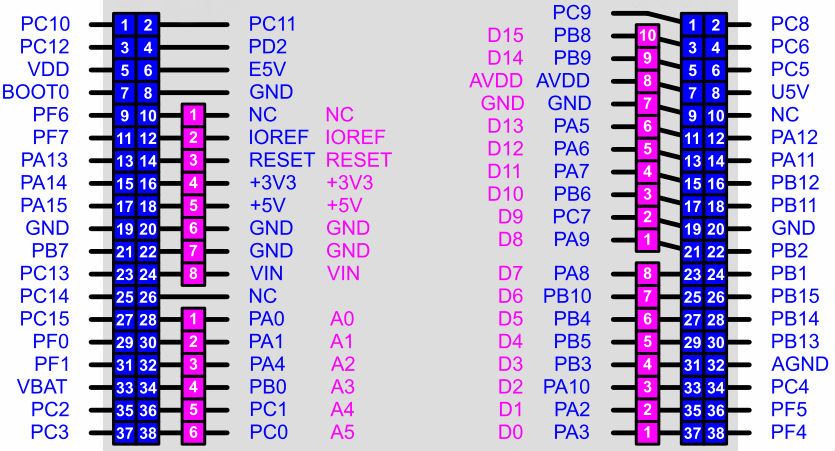 PC10 1 2 PC11 PC9 1 2 PC8
PC12 3 4 PD2 D15 PB8 10 3 4 PC6
VDD 5 6 E5V D14 PB9 9 5 6 PC5
BOOT0 7 8 GND AVDD AVDD 8 7 8 U5V
PF6 9 10 1 NC NC GND GND 7 9 10 NC
PF7 11 12 2 IOREF IOREF D13 PA5 6 11 12 PA12
PA13 13 14 3 RESET RESET D12 PA6 5 13 14 PA11
PA14 15 16 4 +3V3 +3V3 D11 PA7 4 15 16 PB12
PA15 17 18 5 +5V +5V D10 PB6 3 17 18 PB11
GND 19 20 6 GND GND D9 PC7 2 19 20 GND
PB7 21 22 7 GND GND D8 PA9 1 21 22 PB2
PC13 23 24 8 VIN VIN D7 PA8 8 23 24 PB1
PC14 25 26 NC D6 PB10 7 25 26 PB15
PC15 27 28 1 PA0 A0 D5 PB4 6 27 28 PB14
PF0 29 30 2 PA1 A1 D4 PB5 5 29 30 PB13
PF1 31 32 3 PA4 A2 D3 PB3 4 31 32 AGND
VBAT 33 34 4 PB0 A3 D2 PA10 3 33 34 PC4
PC2 35 36 5 PC1 A4 D1 PA2 2 35 36 PF5
PC3 37 38 6 PC0 A5 D0 PA3 1 37 38 PF4